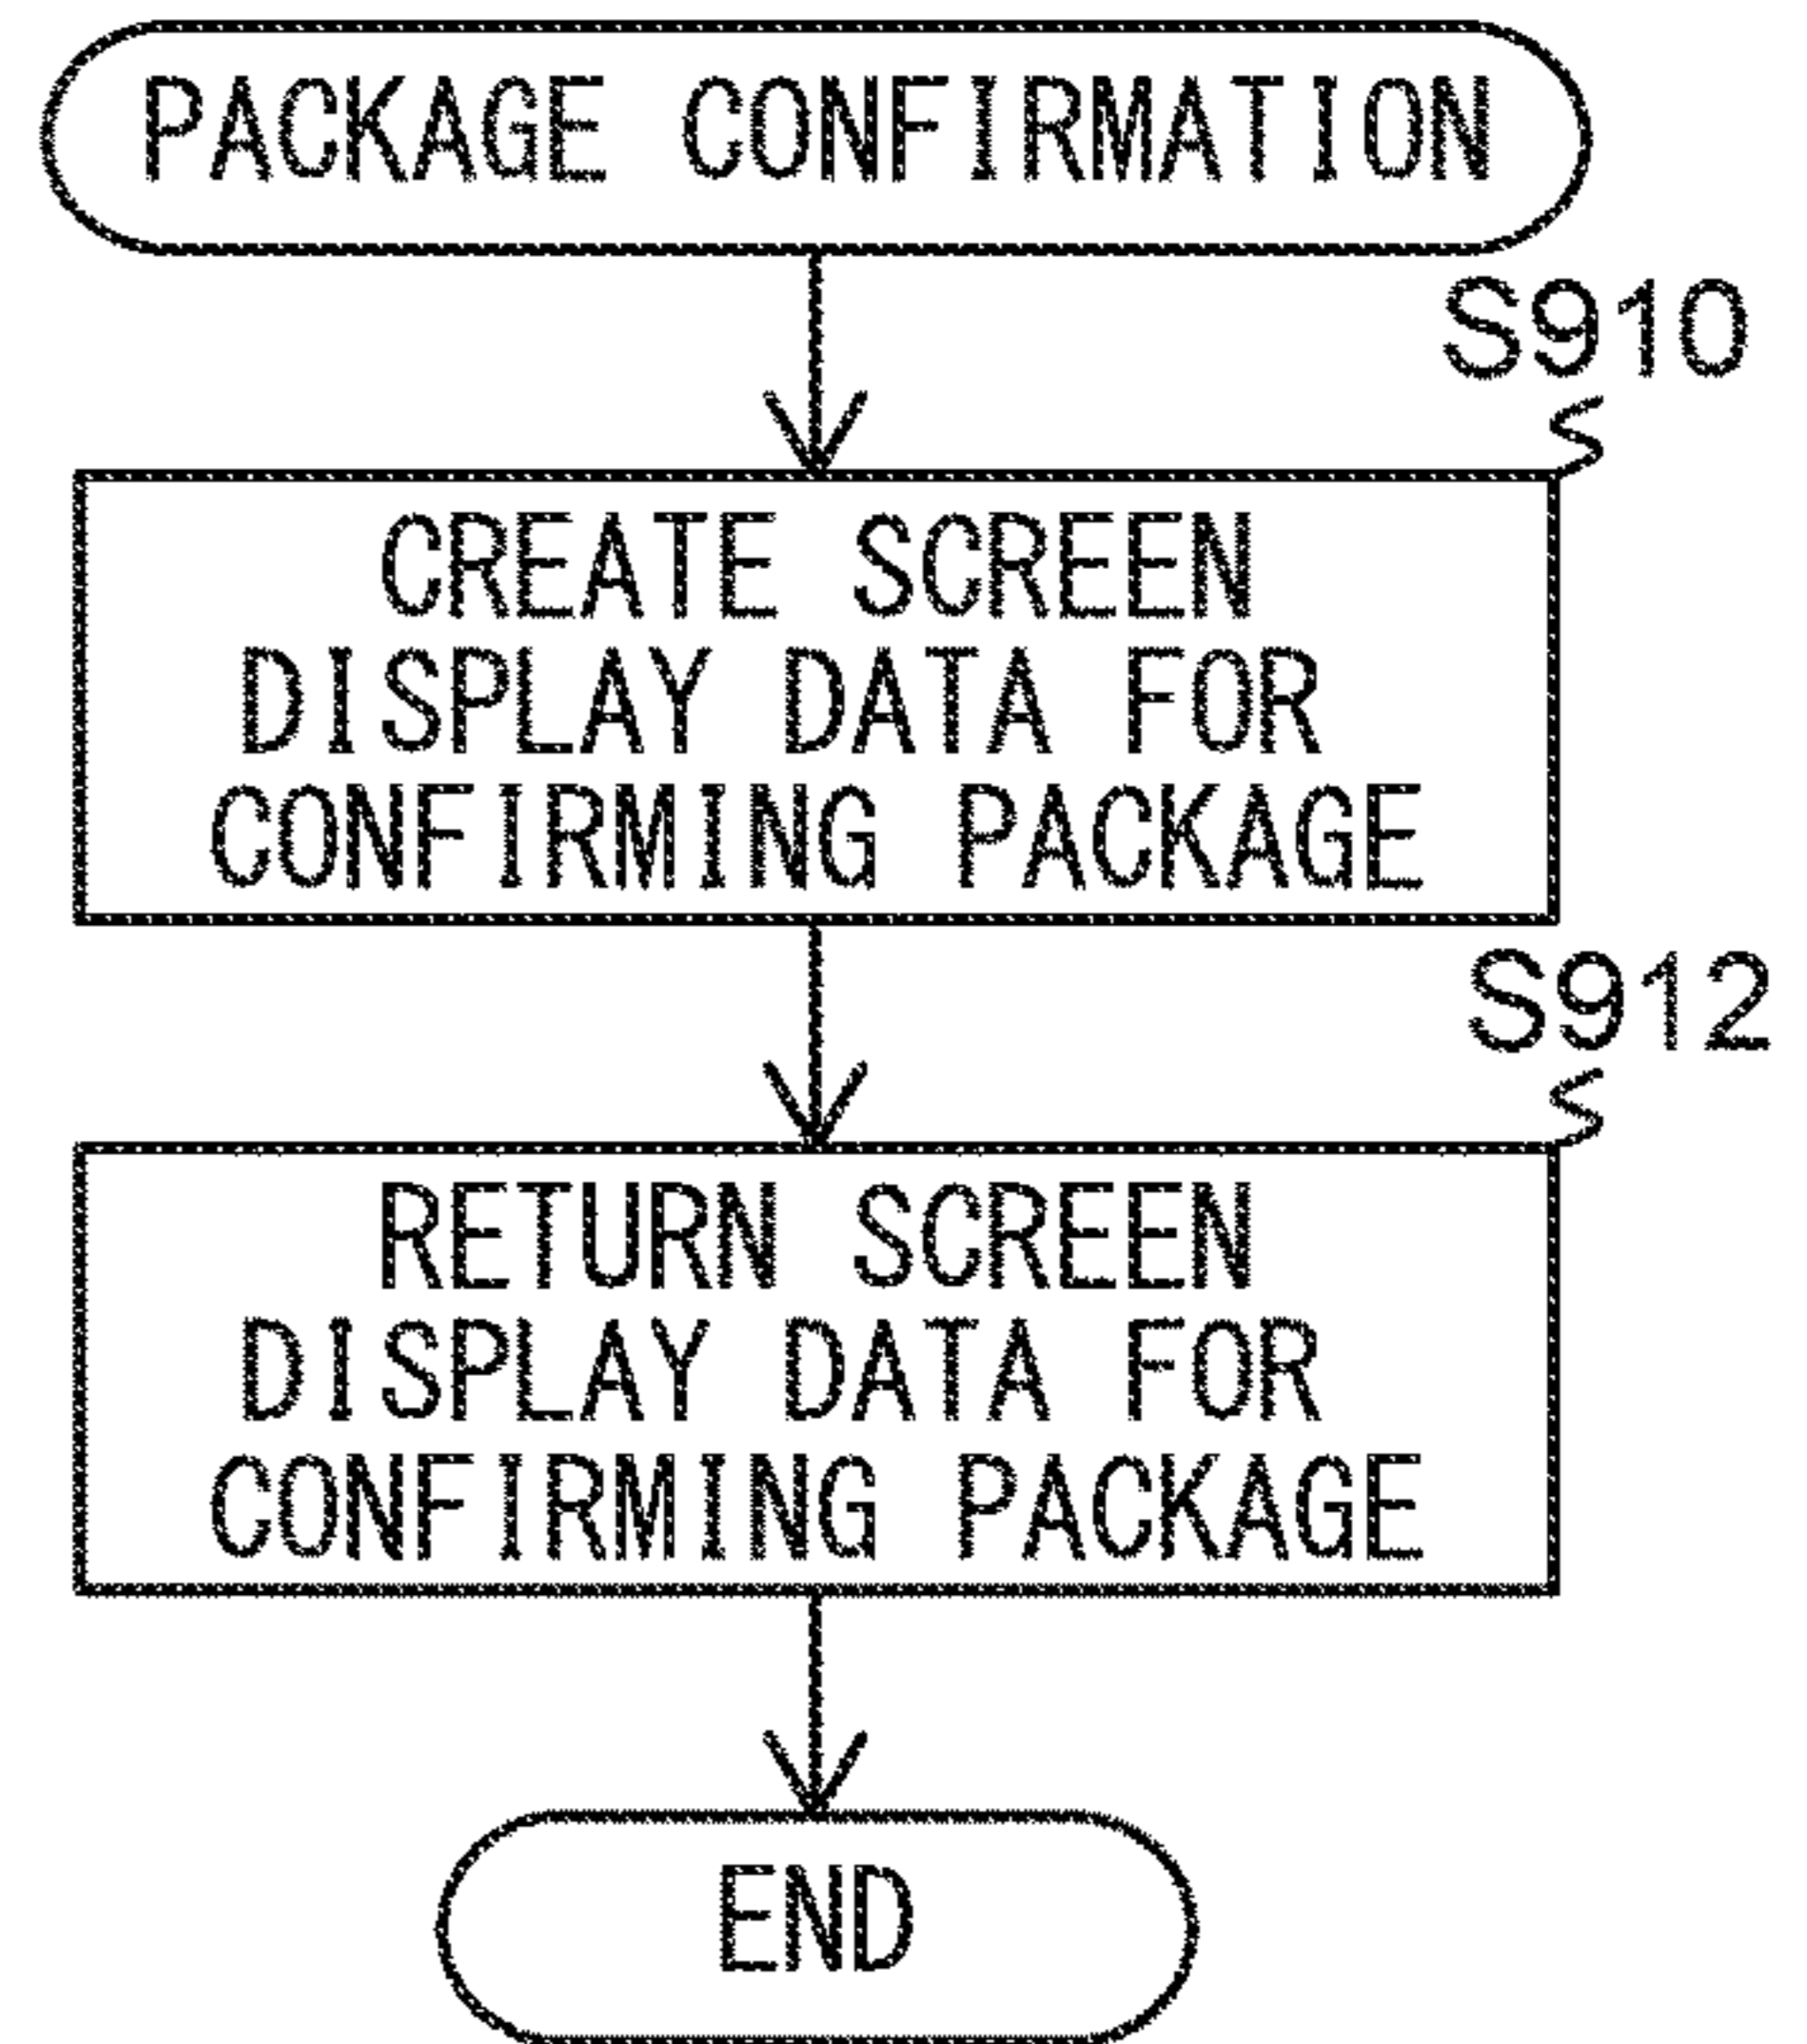 PACKAGE CONFIRMATION
S910
CREATE SCREEN
DISPLAY DATA FOR
CONFIRMING PACKAGE
S912
RETURN SCREEN
DISPLAY DATA FOR
CONFIRMING PACKAGE
END